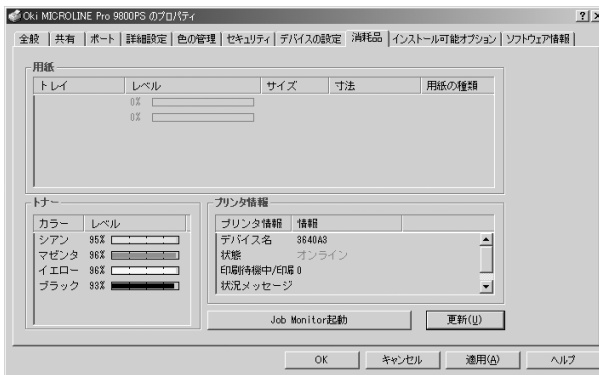 Oki MICROLINE Pro 9800PS のプロパティ
全般 共有 ポート 詳細設定 色の管理 セキュリティ デバイスの設定 消耗品 インストール可能オプション ソフトウェア情報
用紙
トレイ レベル サイズ 寸法 用紙の種類
0%
0%
トナー
カラー レベル
シアン 95%
マゼンタ 96%
イエロー 96%
ブラック 93%
プリンタ情報
プリンタ情報 情報
デバイス名 3640A3
状態 オンライン
印刷待機中/印 0
状況メッセージ
Job Monitor起動 更新(U)
OK キャンセル 適用(A) ヘルプ